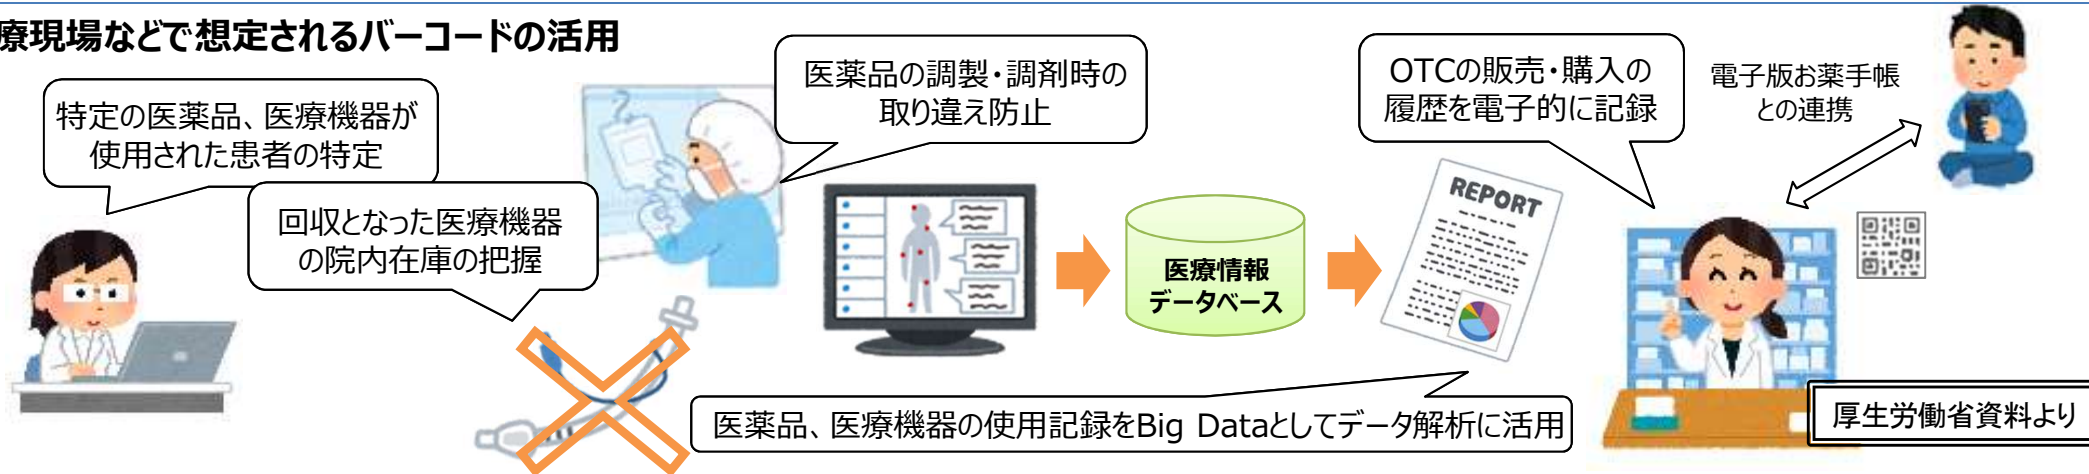 療現場などで想定されるバーコードの活用
特定の医薬品、医療機器が
使用された患者の特定
回収となった医療機器
の院内在庫の把握
医薬品の調製・調剤時の
取り違え防止
医療情報
データベース
REPORT
医薬品、医療機器の使用記録をBig Dataとしてデータ解析に活用
OTCの販売・購入の
履歴を電子的に記録
電子版お薬手帳
との連携
厚生労働省資料より